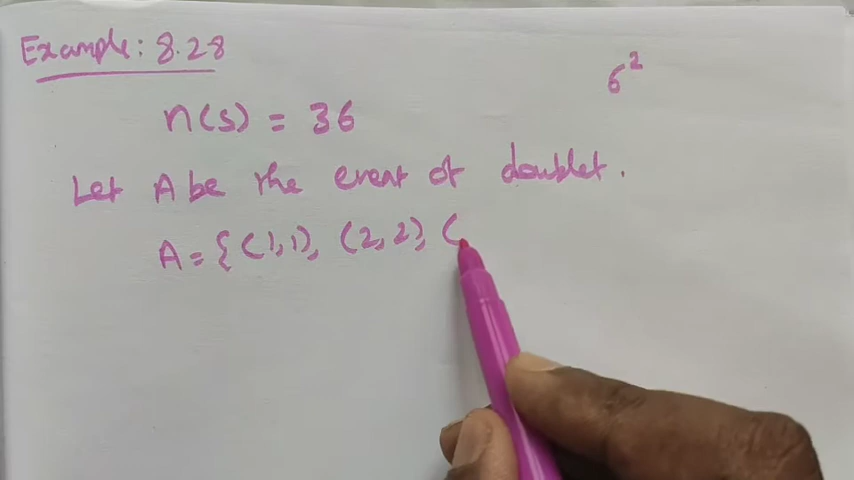 Example: 8.28
6²
n(S) = 36
Let A be the event of doublet.
A = {(1,1), (2,2), (